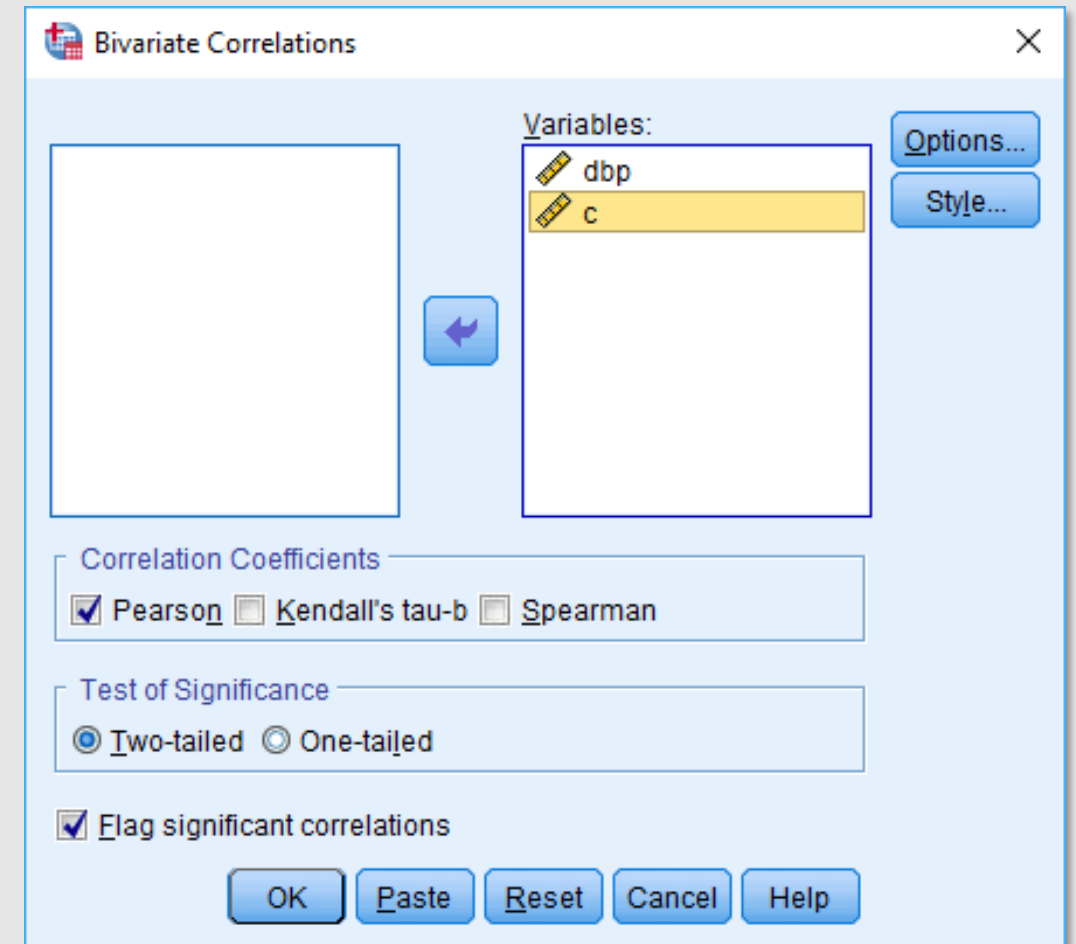 Bivariate Correlations
Variables:
dbp
c
Options...
Style...
Correlation Coefficients
Pearson Kendall's tau-b Spearman
Test of Significance
Two-tailed One-tailed
Flag significant correlations
OK Paste Reset Cancel Help